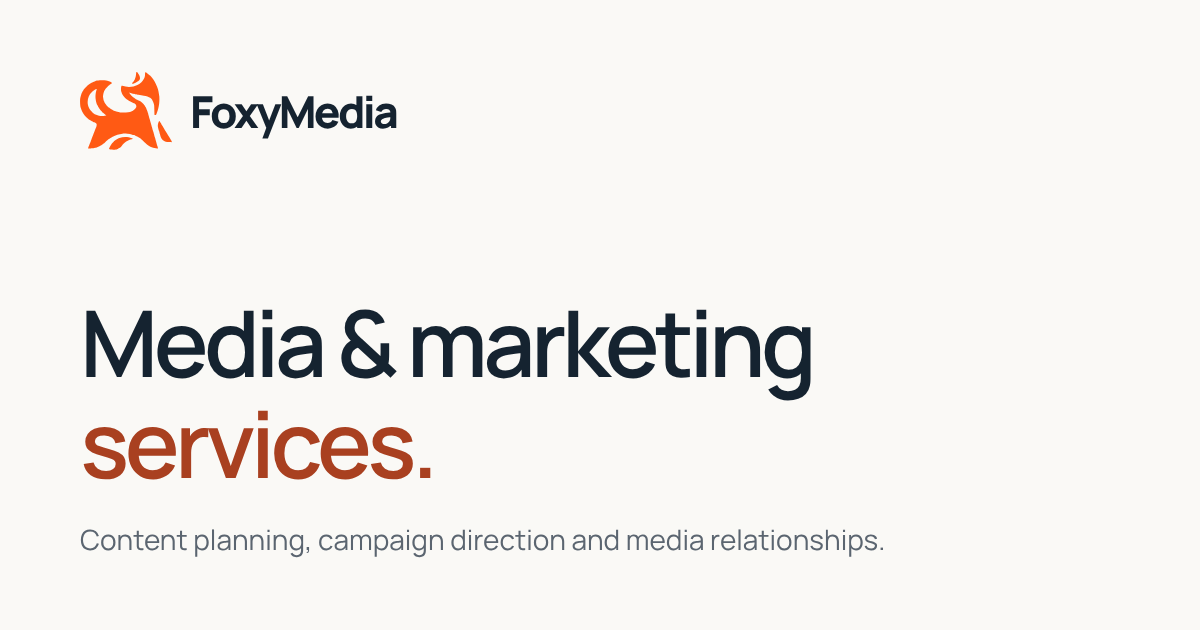 FoxyMedia
Media & marketing
services.
Content planning, campaign direction and media relationships.